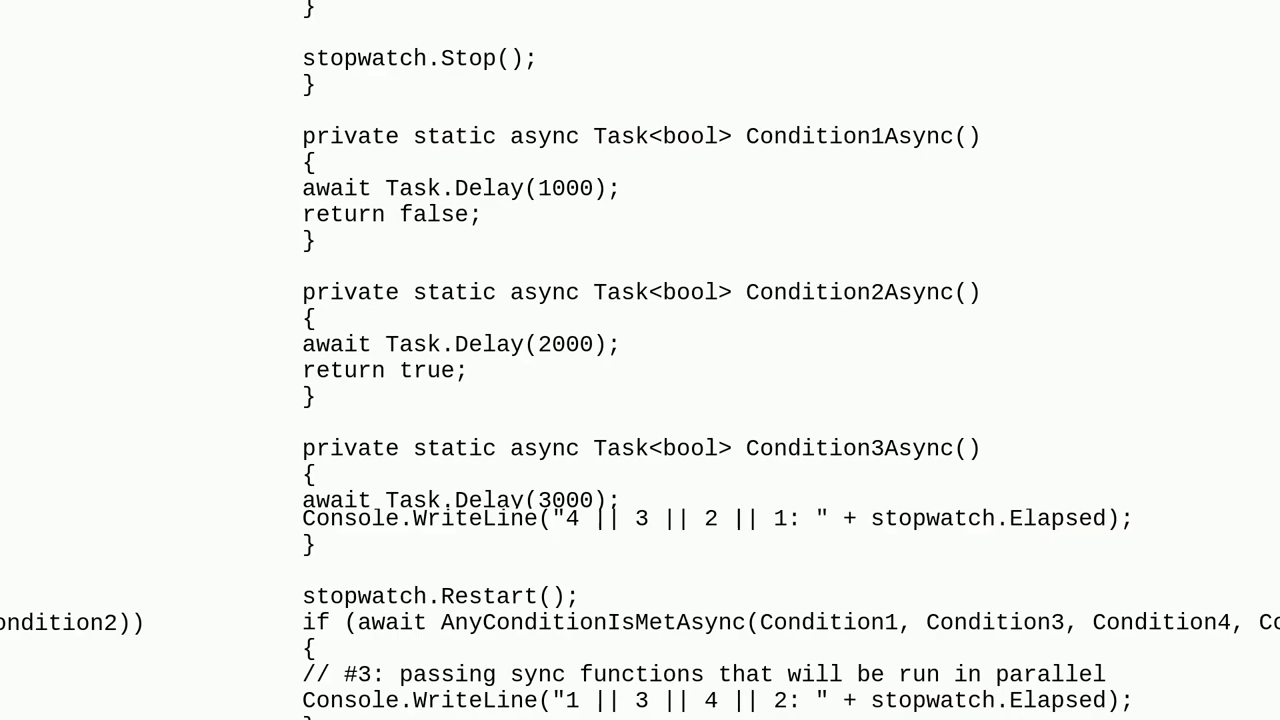 }
stopwatch.Stop();
}
private static async Task<bool> Condition1Async()
{
await Task.Delay(1000);
return false;
}
private static async Task<bool> Condition2Async()
{
await Task.Delay(2000);
return true;
}
private static async Task<bool> Condition3Async()
{
await Task.Delay(3000);
Console.WriteLine("4 || 3 || 2 || 1: " + stopwatch.Elapsed);
}
stopwatch.Restart();
ondition2)) if (await AnyConditionIsMetAsync(Condition1, Condition3, Condition4, Co
{
// #3: passing sync functions that will be run in parallel
Console.WriteLine("1 || 3 || 4 || 2: " + stopwatch.Elapsed);
}